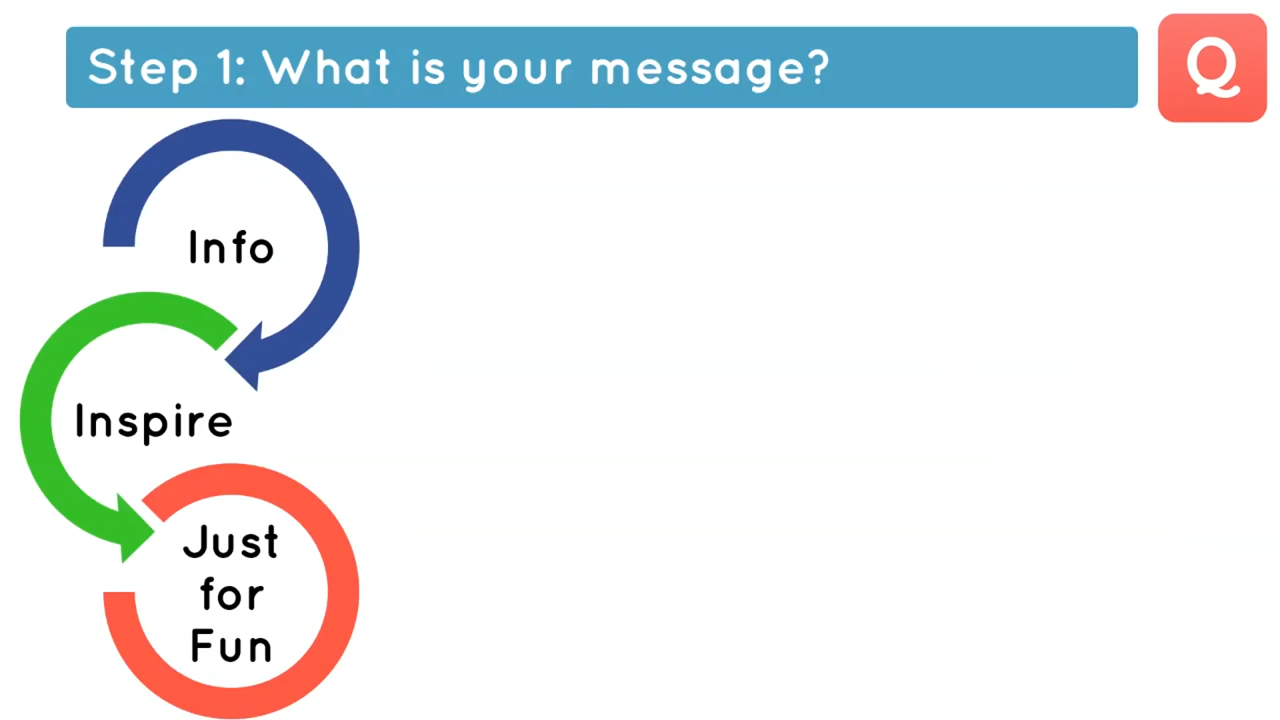 Step 1: What is your message?
Q
Info
Inspire
Just
for
Fun